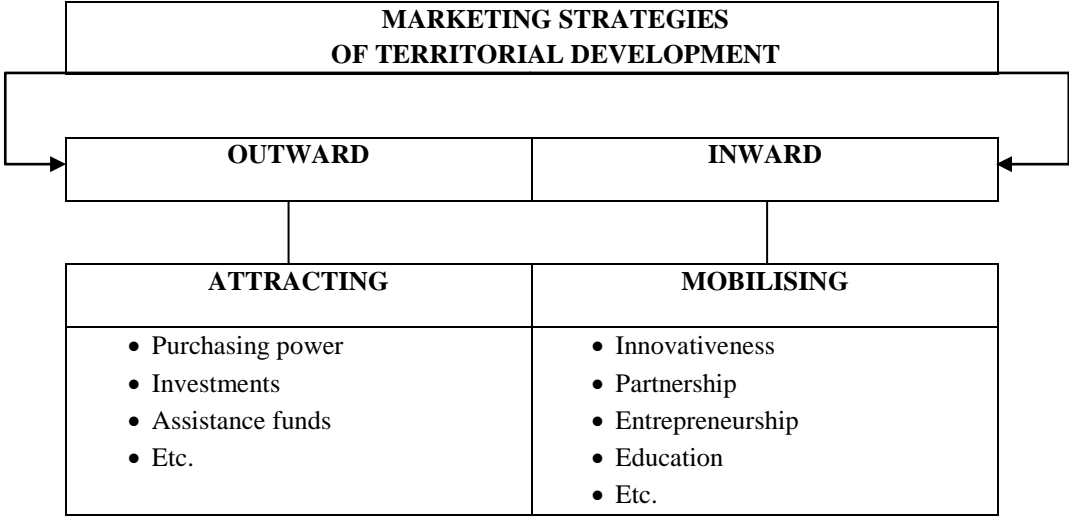 MARKETING STRATEGIES
OF TERRITORIAL DEVELOPMENT
OUTWARD
INWARD
ATTRACTING
MOBILISING
• Purchasing power
• Investments
• Assistance funds
• Etc.
• Innovativeness
• Partnership
• Entrepreneurship
• Education
• Etc.